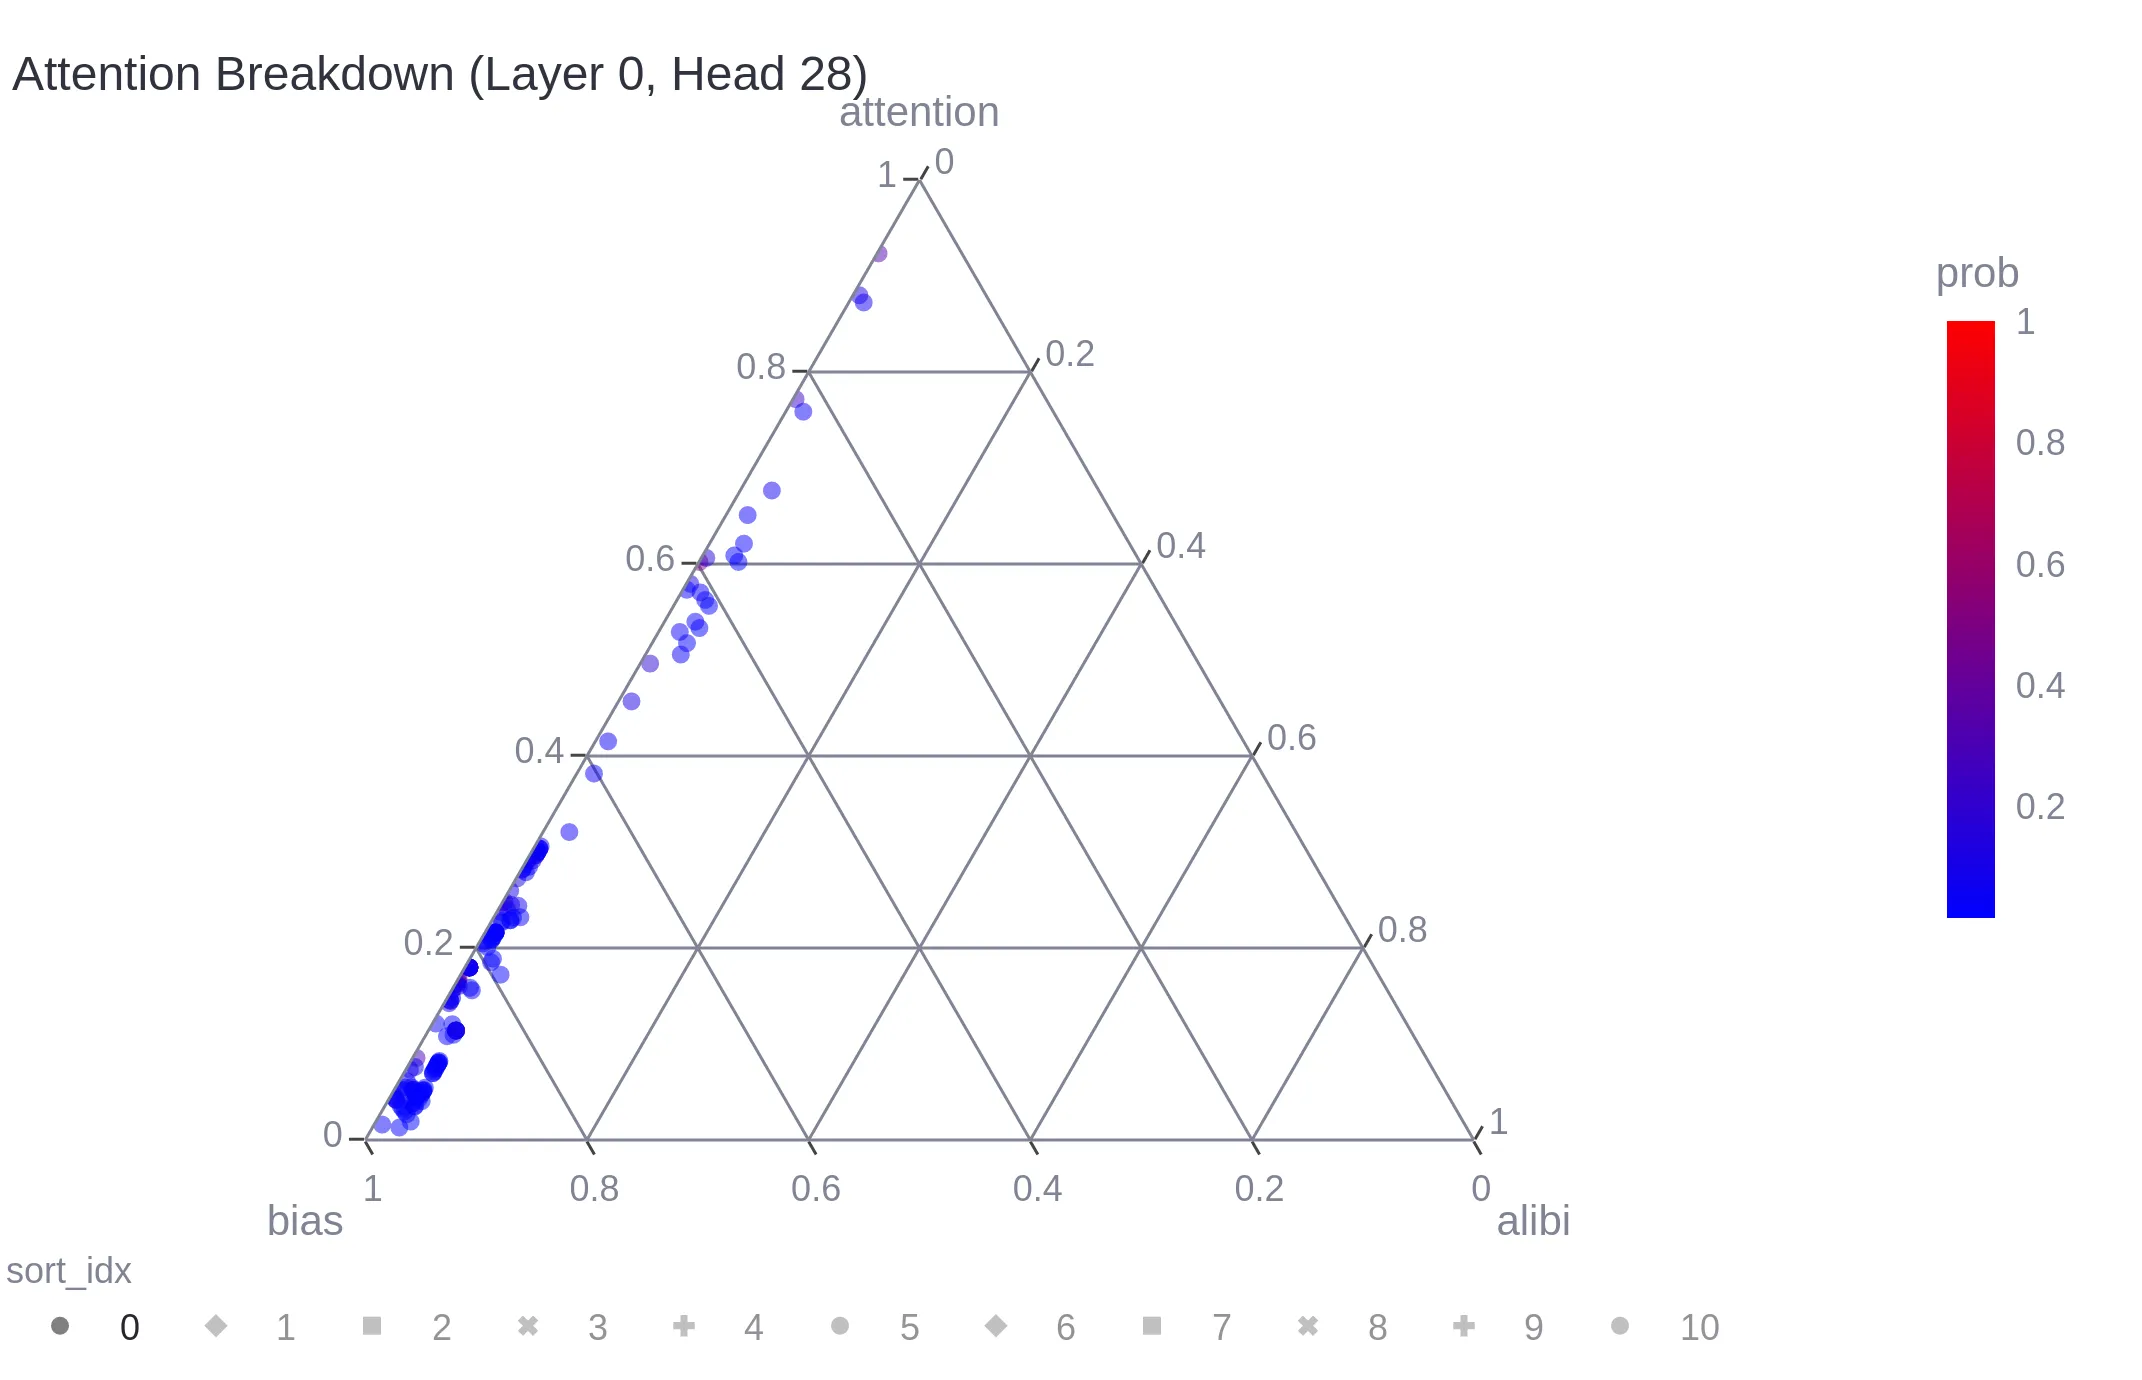 Attention Breakdown (Layer 0, Head 28)
attention
1 0
0.8 0.2
0.6 0.4
0.4 0.6
0.2 0.8
0 1
1 0.8 0.6 0.4 0.2 0
bias alibi
prob
1
0.8
0.6
0.4
0.2
sort_idx
0 1 2 3 4 5 6 7 8 9 10